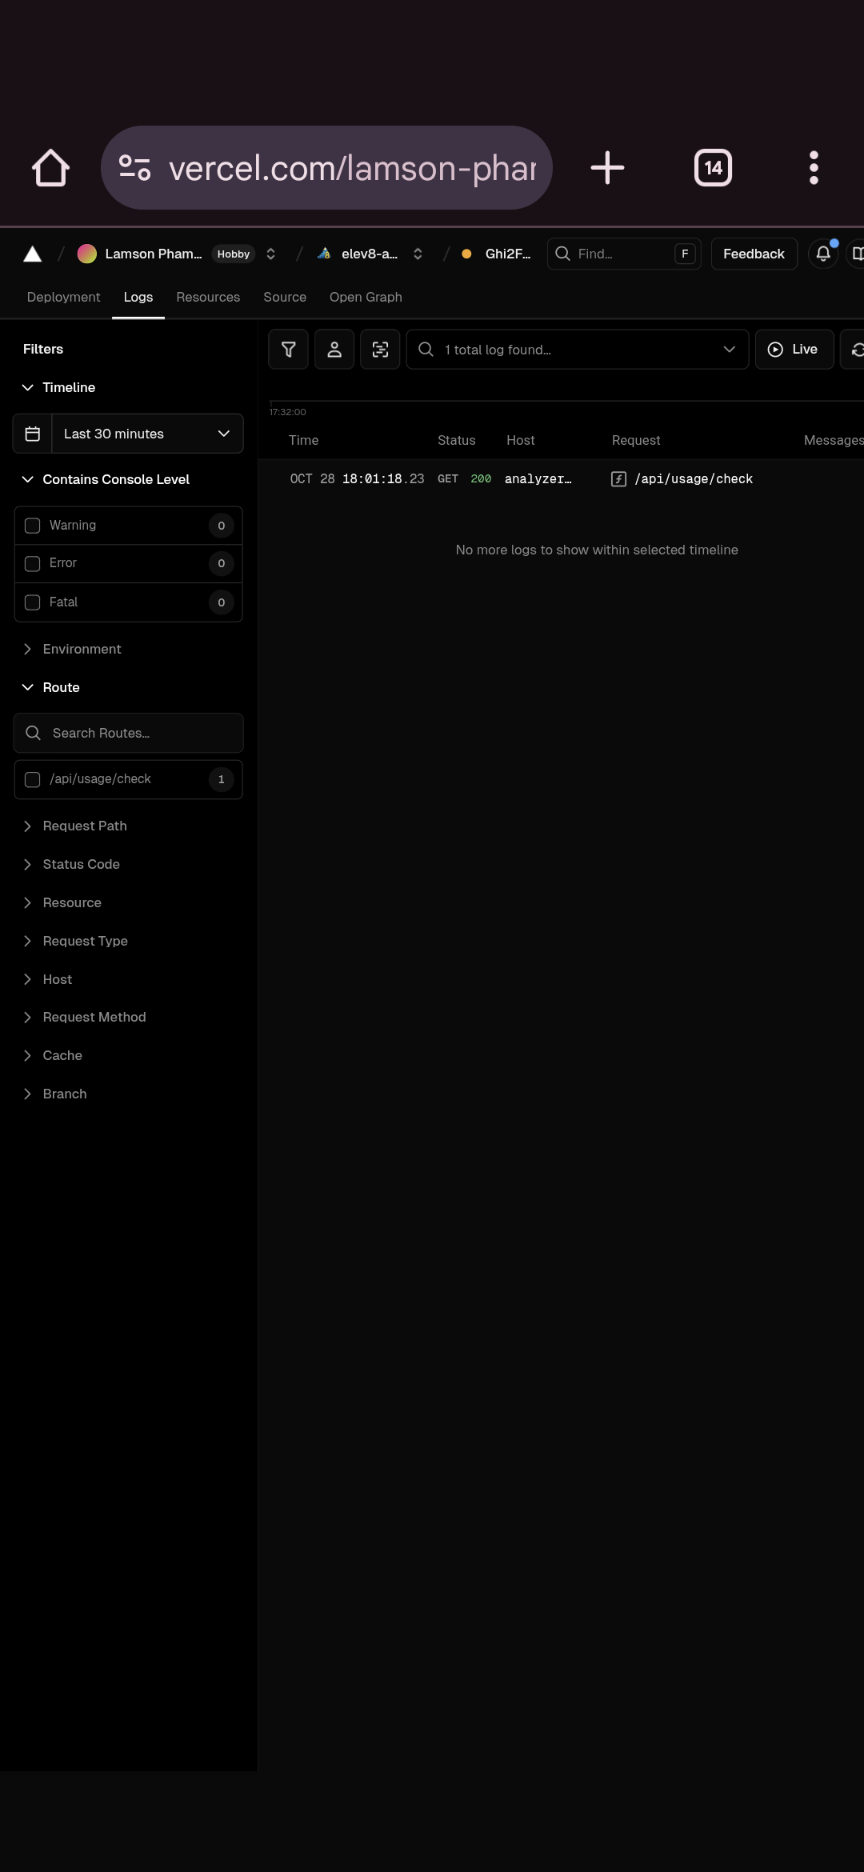 vercel.com/lamson-phar
14
Lamson Pham... Hobby / elev8-a... / Ghi2F... Find... F Feedback
Deployment Logs Resources Source Open Graph
Filters
1 total log found... Live
Timeline
17:32:00
Last 30 minutes
Time Status Host Request Messages
Contains Console Level
OCT 28 18:01:18.23 GET 200 analyzer... /api/usage/check
Warning 0
No more logs to show within selected timeline
Error 0
Fatal 0
Environment
Route
Search Routes...
/api/usage/check 1
Request Path
Status Code
Resource
Request Type
Host
Request Method
Cache
Branch